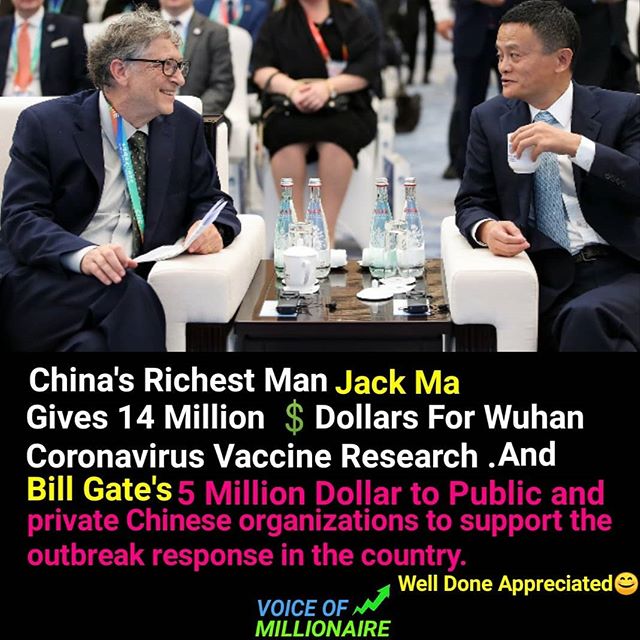 China's Richest Man Jack Ma
Gives 14 Million $ Dollars For Wuhan
Coronavirus Vaccine Research .And
Bill Gate's 5 Million Dollar to Public and
private Chinese organizations to support the
outbreak response in the country.
Well Done Appreciated😊
VOICE OF
MILLIONAIRE